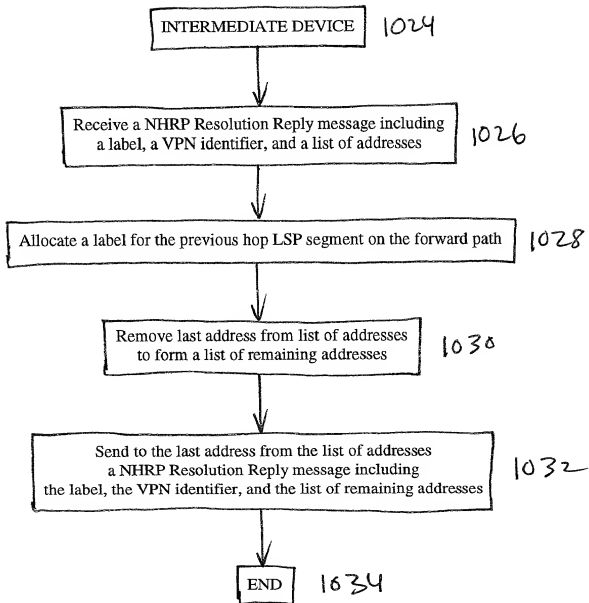 INTERMEDIATE DEVICE 1024
Receive a NHRP Resolution Reply message including
a label, a VPN identifier, and a list of addresses
1026
Allocate a label for the previous hop LSP segment on the forward path 1028
Remove last address from list of addresses
to form a list of remaining addresses
1030
Send to the last address from the list of addresses
a NHRP Resolution Reply message including
the label, the VPN identifier, and the list of remaining addresses
1032
END 1034